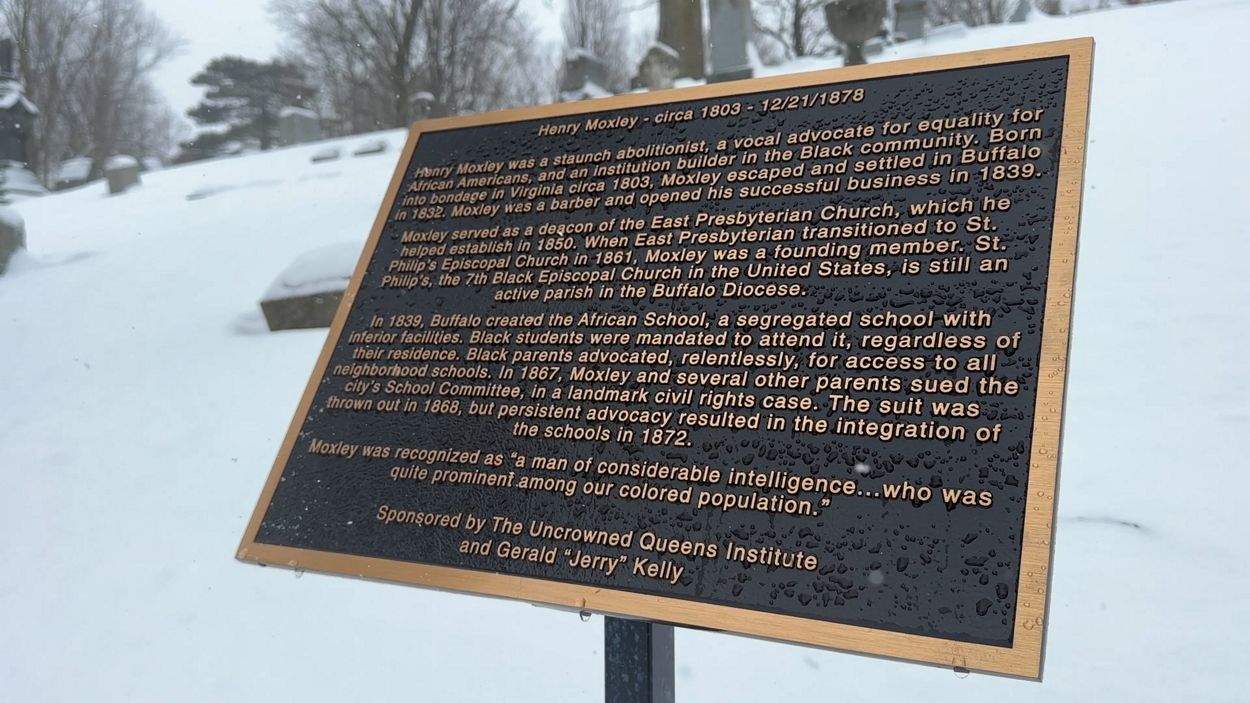 Henry Moxley - circa 1803 - 12/21/1878
Henry Moxley was a staunch abolitionist, a vocal advocate for equality for
African Americans, and an institution builder in the Black community. Born
into bondage in Virginia circa 1803, Moxley escaped and settled in Buffalo
in 1832. Moxley was a barber and opened his successful business in 1839.
Moxley served as a deacon of the East Presbyterian Church, which he
helped establish in 1850. When East Presbyterian transitioned to St.
Philip's Episcopal Church in 1861, Moxley was a founding member. St.
Philip's, the 7th Black Episcopal Church in the United States, is still an
active parish in the Buffalo Diocese.
In 1839, Buffalo created the African School, a segregated school with
inferior facilities. Black students were mandated to attend it, regardless of
their residence. Black parents advocated, relentlessly, for access to all
neighborhood schools. In 1867, Moxley and several other parents sued the
city's School Committee, in a landmark civil rights case. The suit was
thrown out in 1868, but persistent advocacy resulted in the integration of
the schools in 1872.
Moxley was recognized as “a man of considerable intelligence...who was
quite prominent among our colored population.”
Sponsored by The Uncrowned Queens Institute
and Gerald “Jerry” Kelly